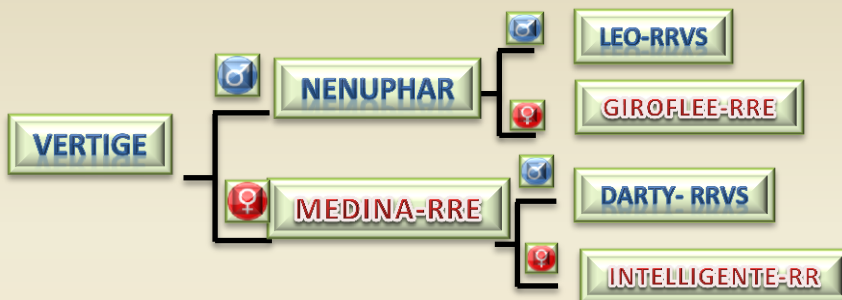 LEO-RRVS
NENUPHAR
GIROFLEE-RRE
VERTIGE
DARTY- RRVS
MEDINA-RRE
INTELLIGENTE-RR